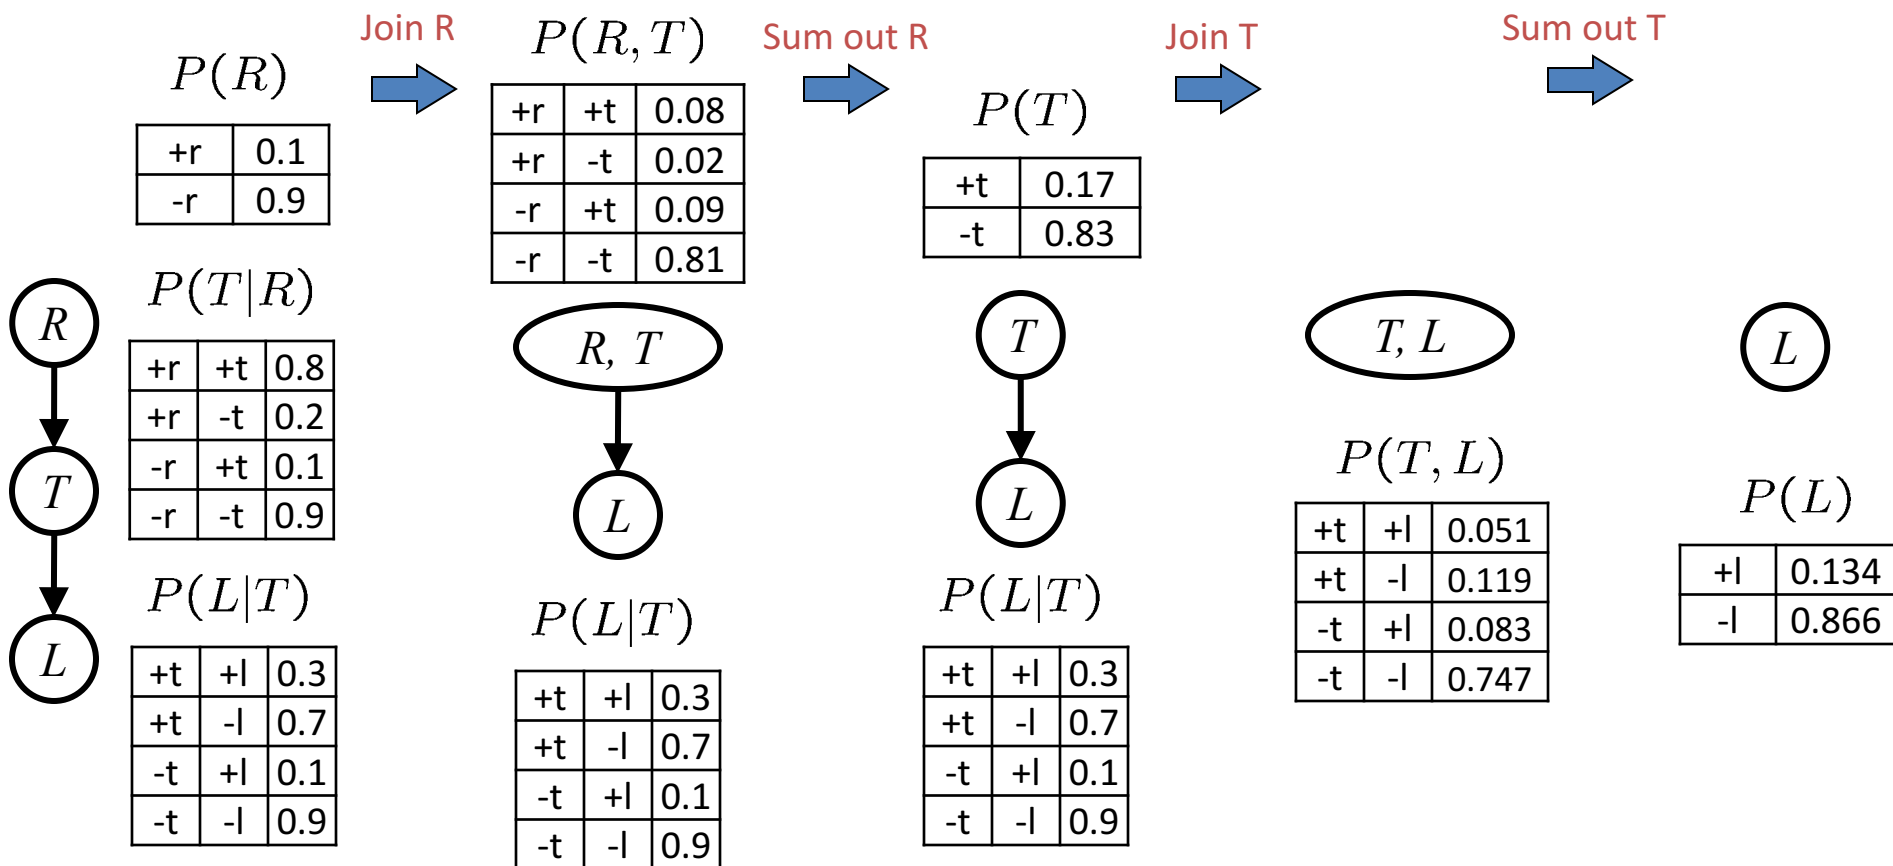 Join R
Sum out R
Join T
Sum out T
P(R)
+r 0.1
-r 0.9
P(T|R)
+r +t 0.8
+r -t 0.2
-r +t 0.1
-r -t 0.9
P(L|T)
+t +l 0.3
+t -l 0.7
-t +l 0.1
-t -l 0.9
R
T
L
P(R, T)
+r +t 0.08
+r -t 0.02
-r +t 0.09
-r -t 0.81
R, T
L
P(L|T)
+t +l 0.3
+t -l 0.7
-t +l 0.1
-t -l 0.9
P(T)
+t 0.17
-t 0.83
T
L
P(L|T)
+t +l 0.3
+t -l 0.7
-t +l 0.1
-t -l 0.9
T, L
P(T, L)
+t +l 0.051
+t -l 0.119
-t +l 0.083
-t -l 0.747
L
P(L)
+l 0.134
-l 0.866